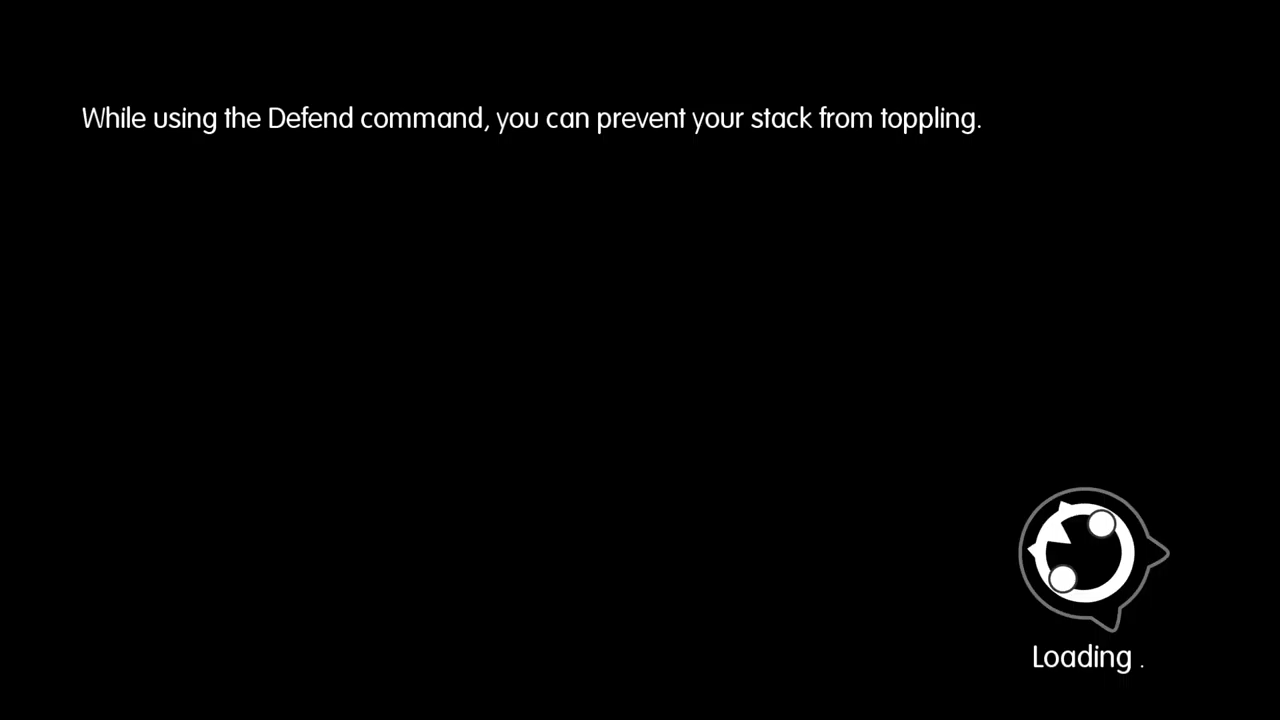 While using the Defend command, you can prevent your stack from toppling.
Loading .